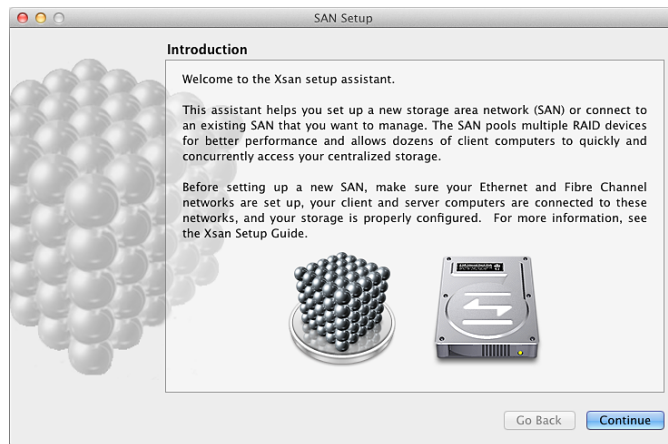 SAN Setup
Introduction
Welcome to the Xsan setup assistant.
This assistant helps you set up a new storage area network (SAN) or connect to
an existing SAN that you want to manage. The SAN pools multiple RAID devices
for better performance and allows dozens of client computers to quickly and
concurrently access your centralized storage.
Before setting up a new SAN, make sure your Ethernet and Fibre Channel
networks are set up, your client and server computers are connected to these
networks, and your storage is properly configured. For more information, see
the Xsan Setup Guide.
Go Back
Continue